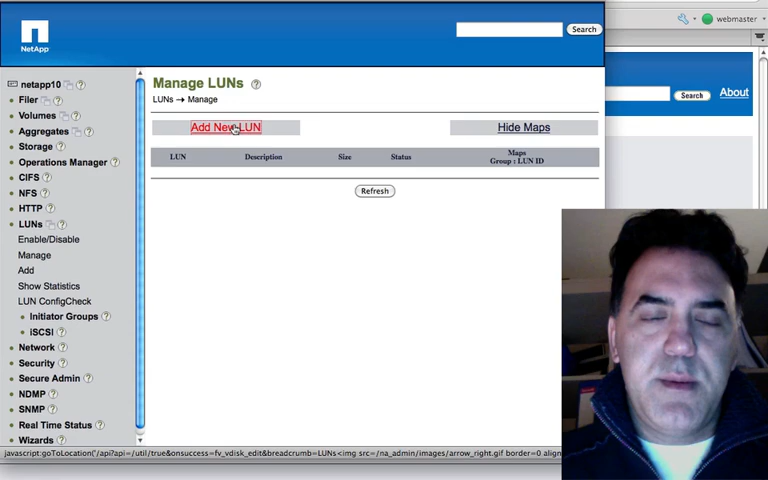 webmaster
NetApp
Search
Search
About
netapp10
Filer
Volumes
Aggregates
Storage
Operations Manager
CIFS
NFS
HTTP
LUNs
Enable/Disable
Manage
Add
Show Statistics
LUN ConfigCheck
Initiator Groups
iSCSI
Network
Security
Secure Admin
NDMP
SNMP
Real Time Status
Wizards
Manage LUNs
LUNs → Manage
Add New LUN
Hide Maps
LUN Description Size Status Maps
Group : LUN ID
Refresh
javascript:goToLocation('/api?api=/util/true&onsuccess=fv_vdisk_edit&breadcrumb=LUNs<img src=/na_admin/images/arrow_right.gif border=0 align